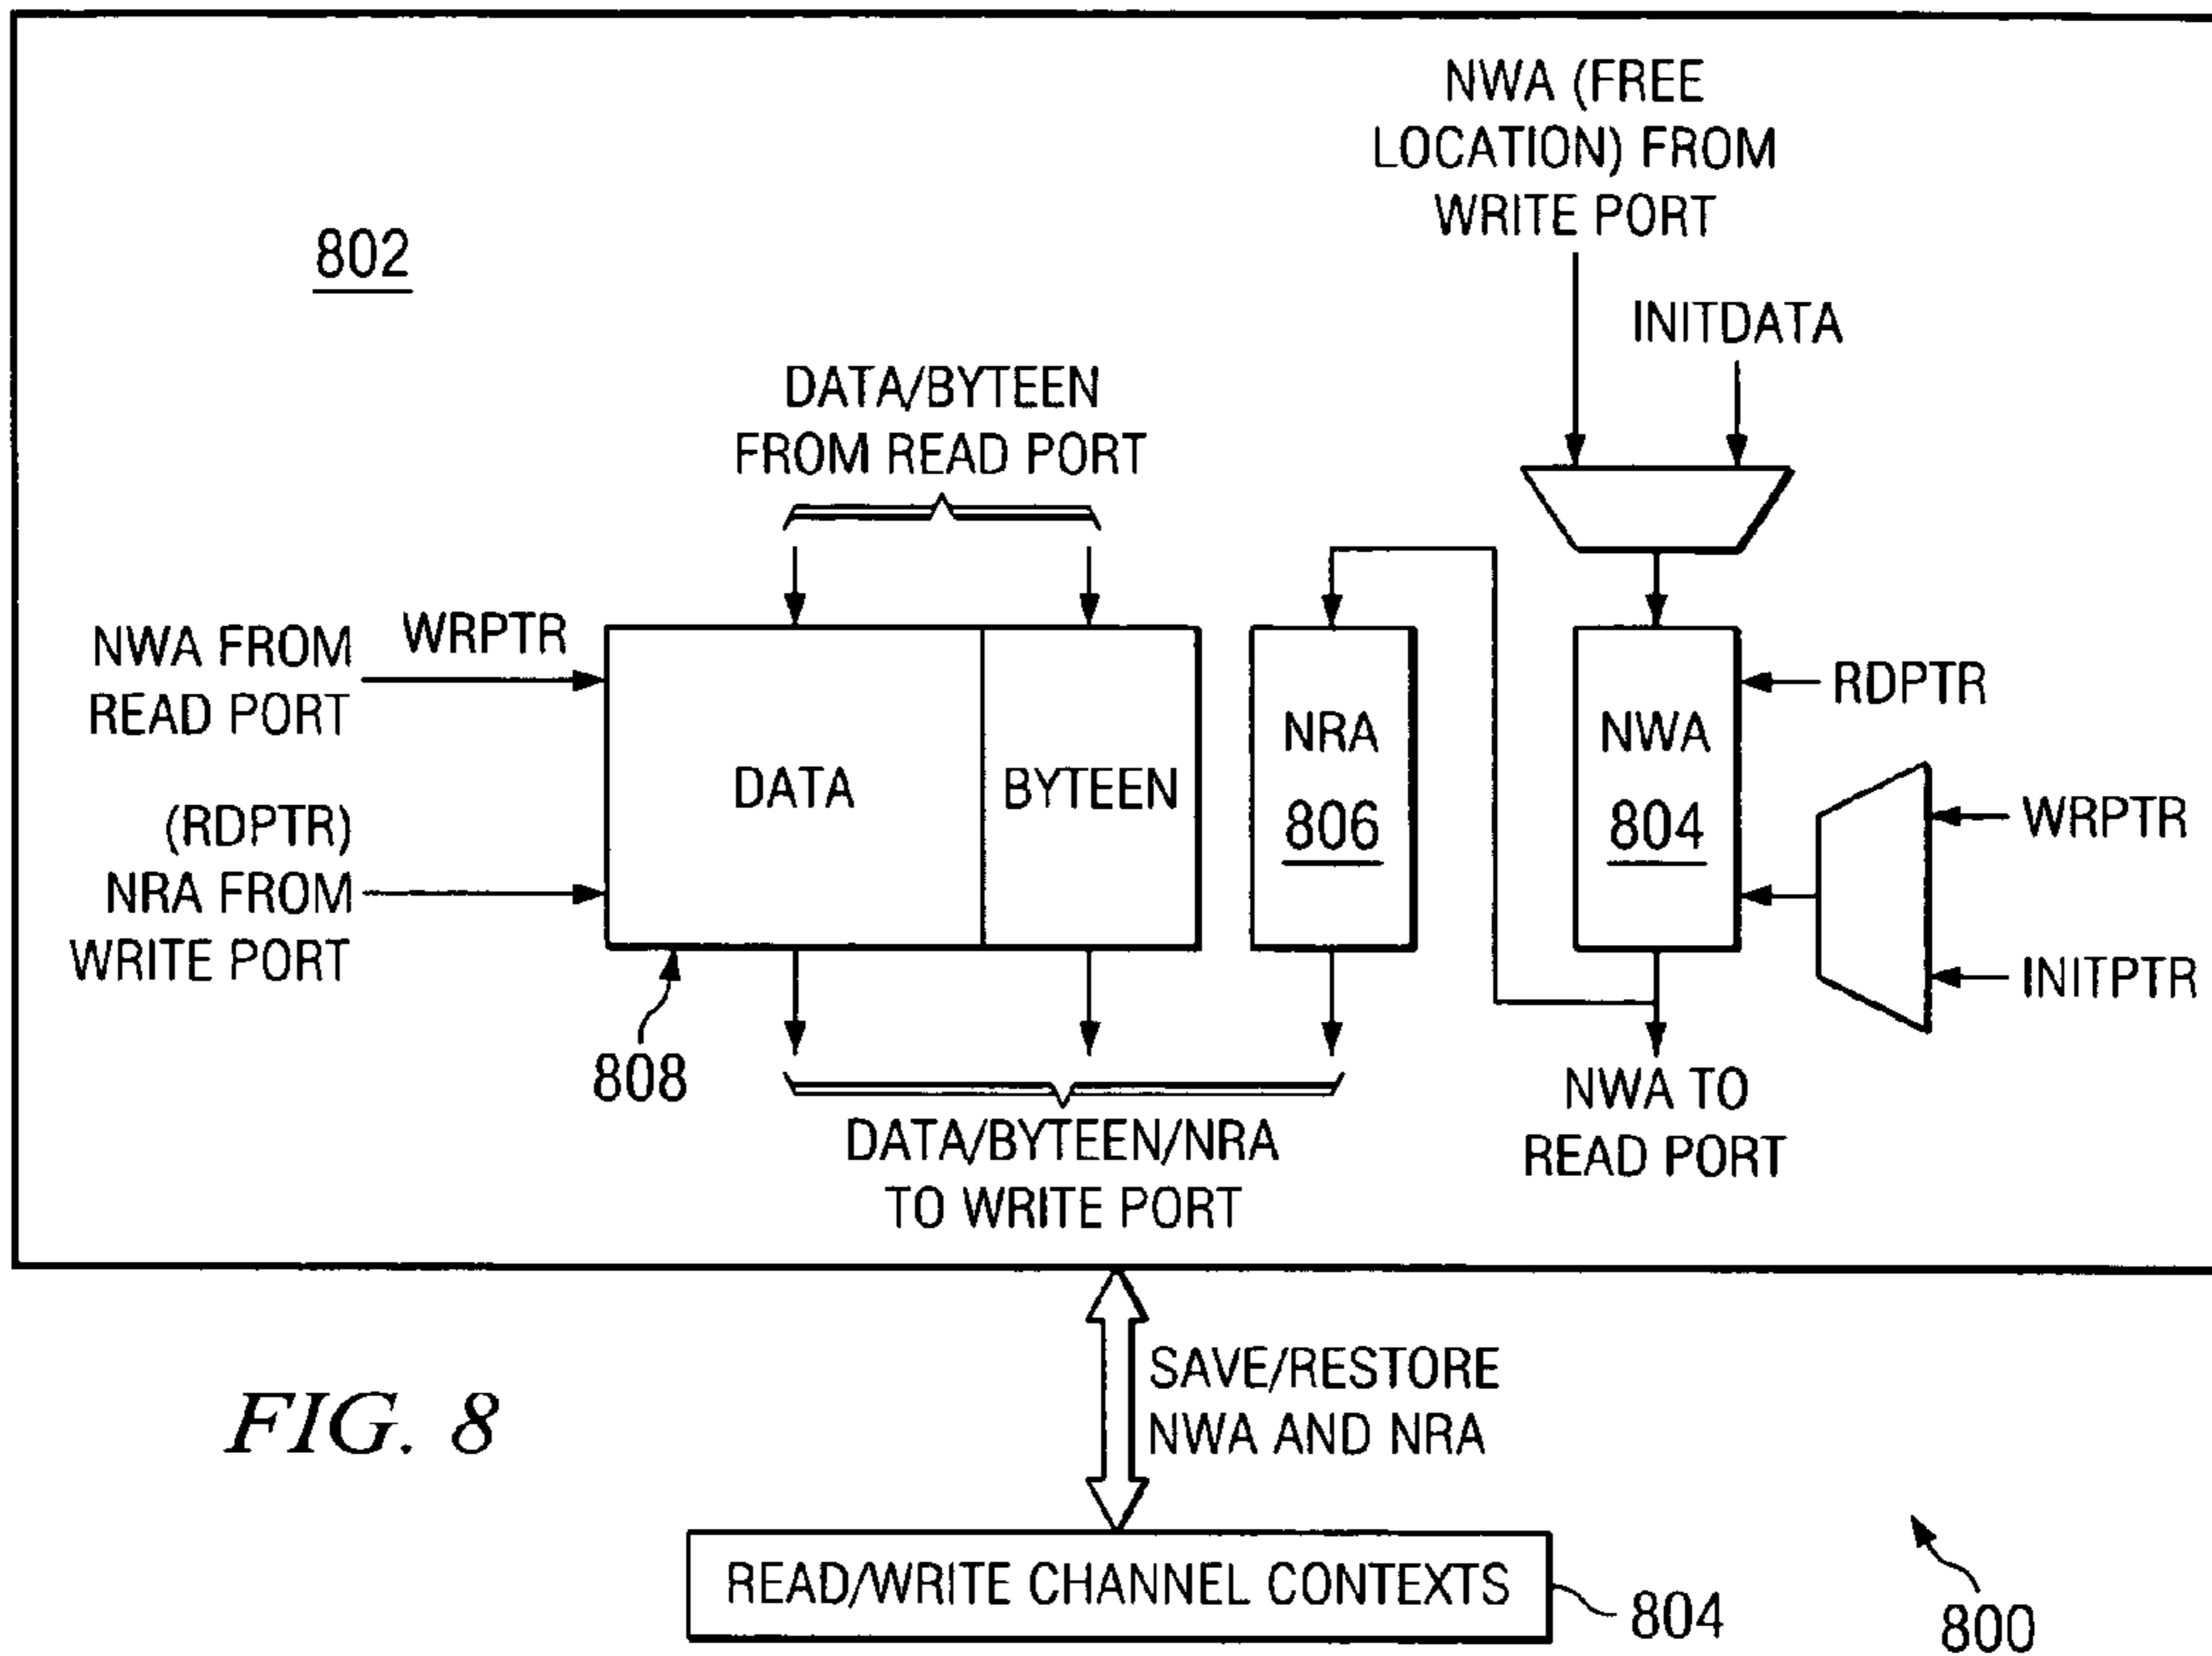 NWA (FREE
LOCATION) FROM
WRITE PORT
802
INITDATA
DATA/BYTEEN
FROM READ PORT
NWA FROM
READ PORT
WRPTR
(RDPTR)
NRA FROM
WRITE PORT
DATA
BYTEEN
NRA
806
NWA
804
RDPTR
WRPTR
INITPTR
808
DATA/BYTEEN/NRA
TO WRITE PORT
NWA TO
READ PORT
SAVE/RESTORE
NWA AND NRA
FIG. 8
READ/WRITE CHANNEL CONTEXTS
804
800